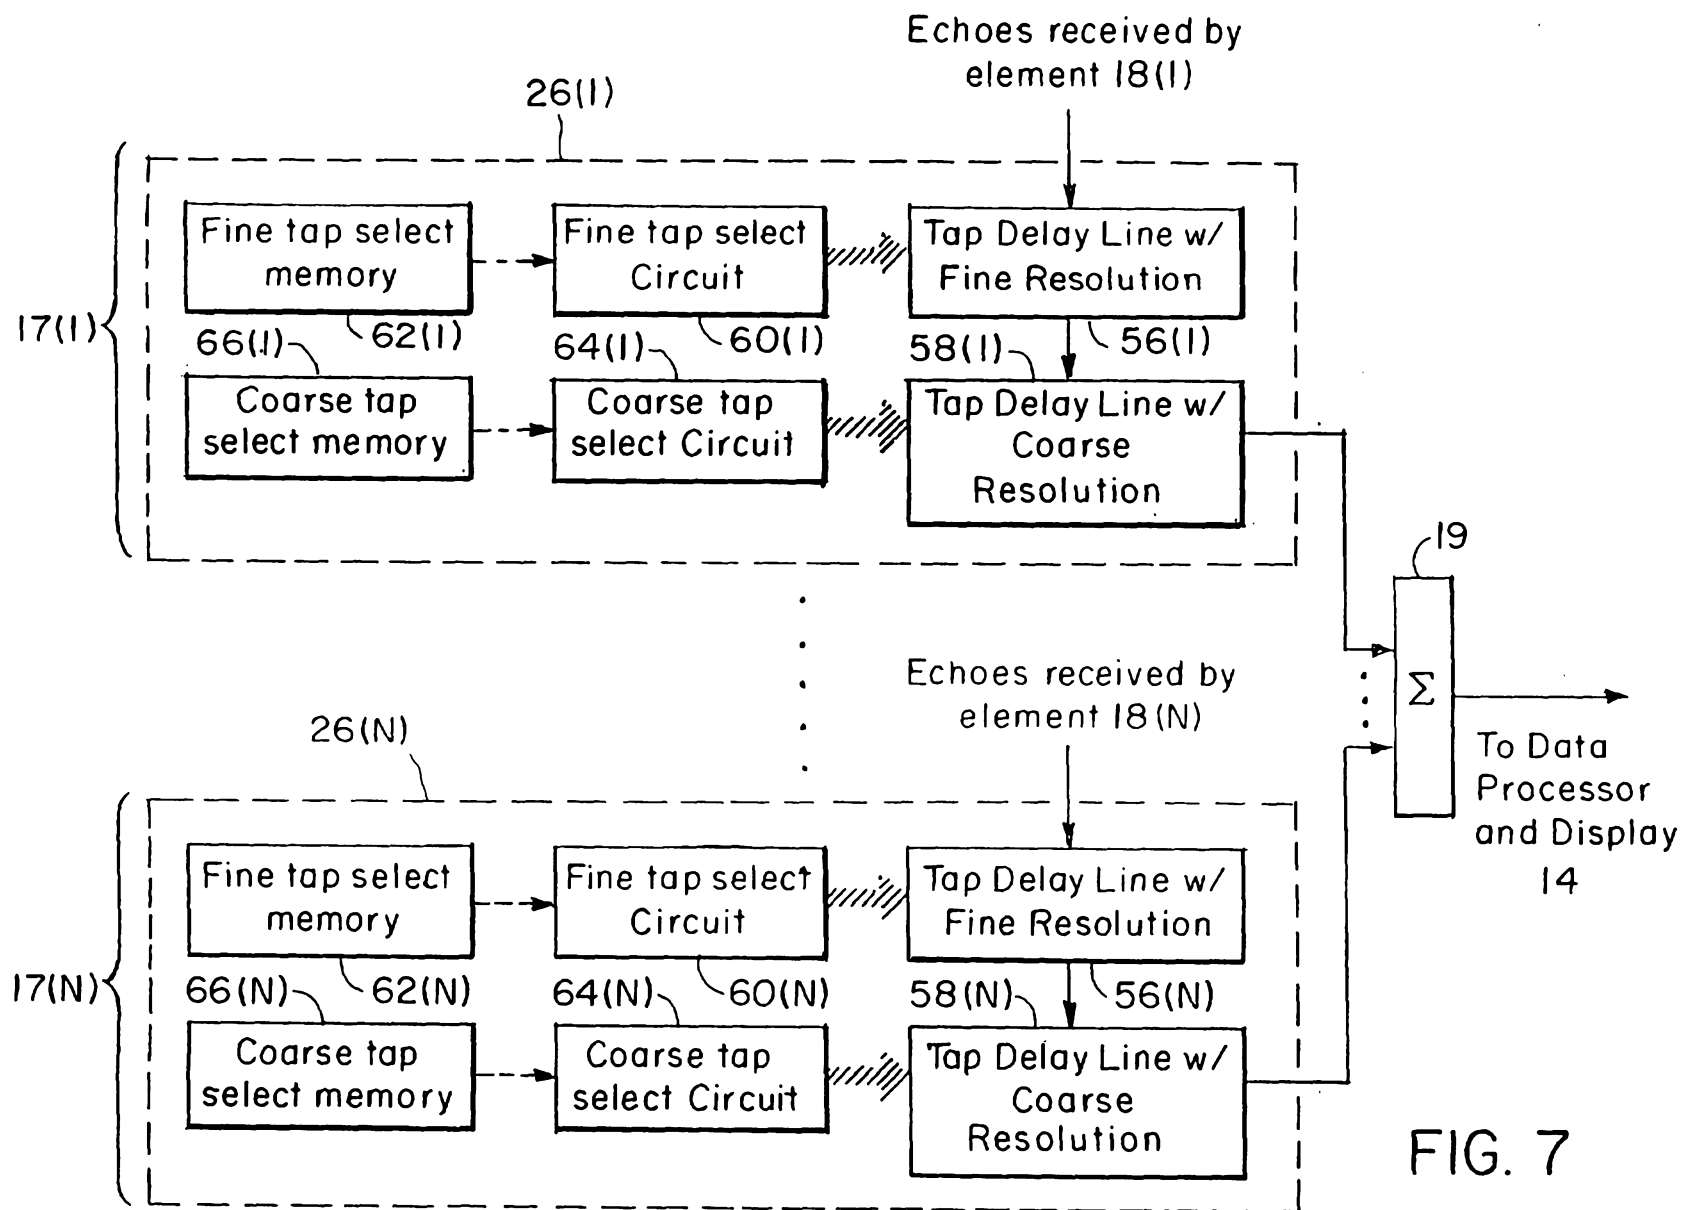 Echoes received by
element 18(1)
26(1)
17(1)
Fine tap select
memory
Fine tap select
Circuit
Tap Delay Line w/
Fine Resolution
62(1)
60(1)
56(1)
66(1)
64(1)
58(1)
Coarse tap
select memory
Coarse tap
select Circuit
Tap Delay Line w/
Coarse
Resolution
19
Σ
To Data
Processor
and Display
14
Echoes received by
element 18(N)
26(N)
17(N)
Fine tap select
memory
Fine tap select
Circuit
Tap Delay Line w/
Fine Resolution
62(N)
60(N)
56(N)
66(N)
64(N)
58(N)
Coarse tap
select memory
Coarse tap
select Circuit
Tap Delay Line w/
Coarse
Resolution
FIG. 7